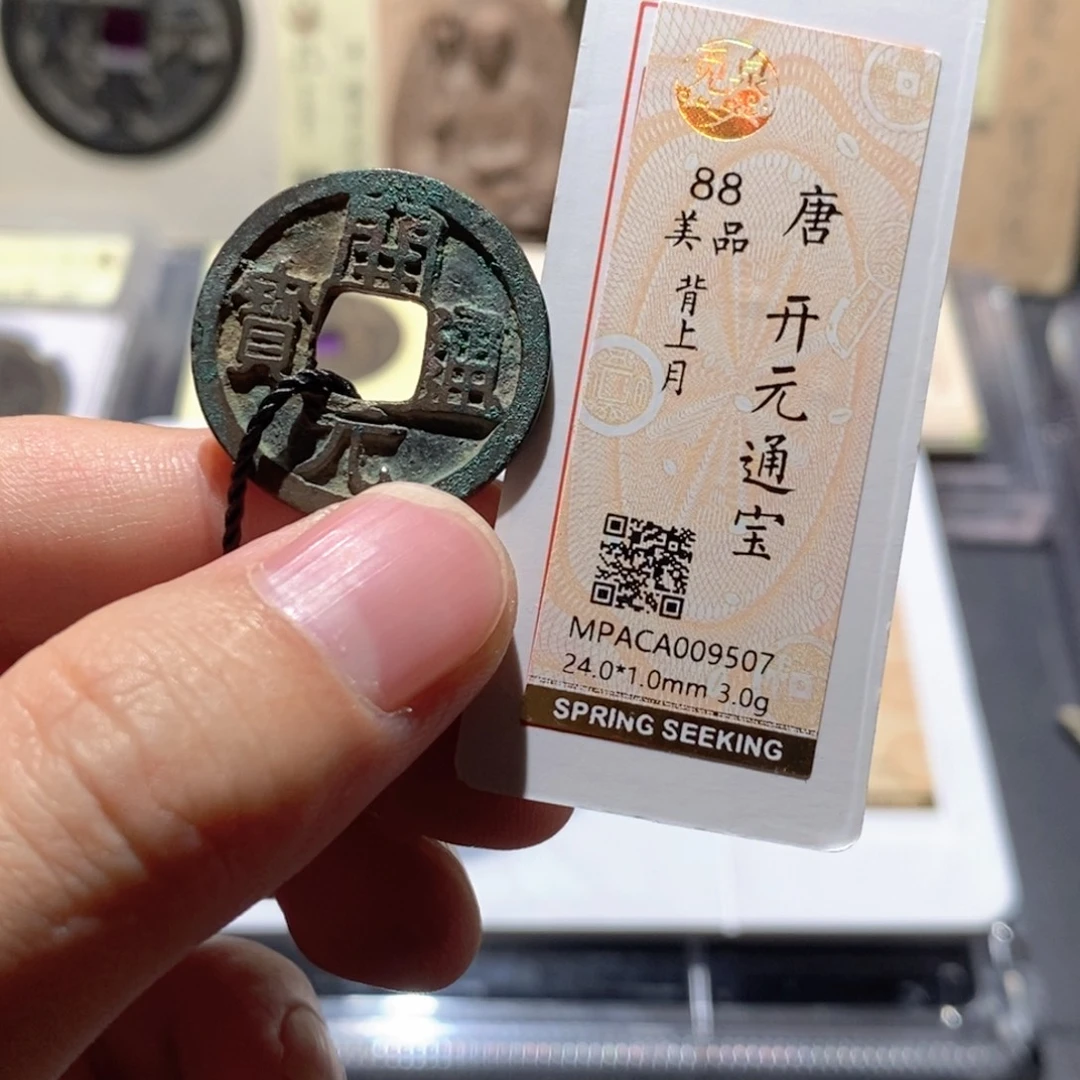 開元通寳
88
美品
背上月
唐
开元通宝
MPACA009507
24.0*1.0mm 3.0g
SPRING SEEKING